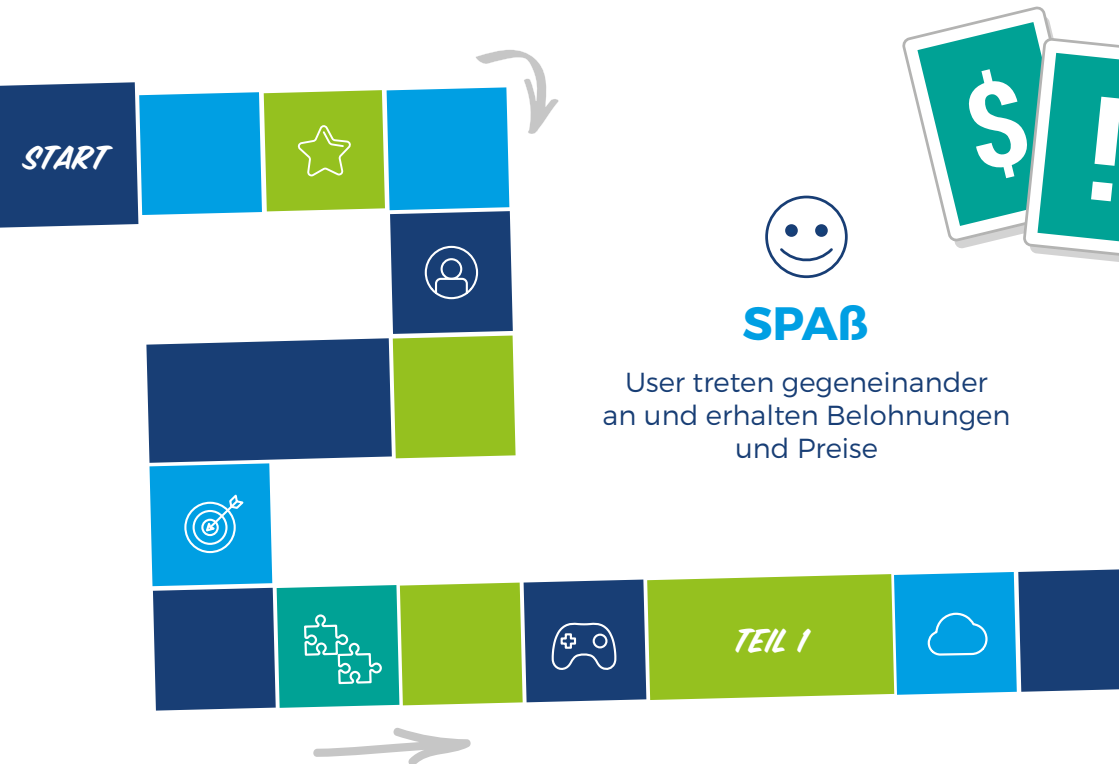 START
$
!
SPAß
User treten gegeneinander
an und erhalten Belohnungen
und Preise
TEIL 1